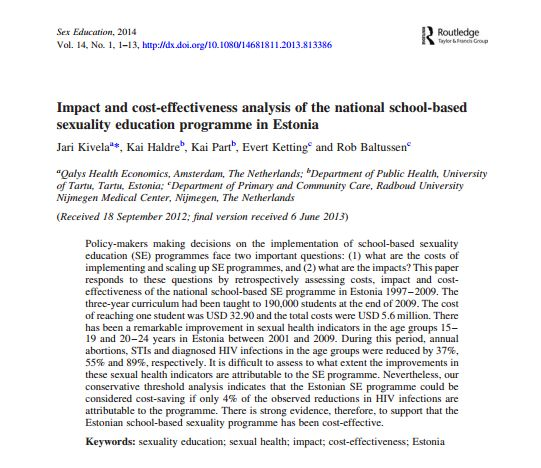 Sex Education, 2014
Vol. 14, No. 1, 1–13, http://dx.doi.org/10.1080/14681811.2013.813386
Routledge
Taylor & Francis Group
Impact and cost-effectiveness analysis of the national school-based
sexuality education programme in Estonia
Jari Kivelaa*, Kai Haldreb, Kai Partb, Evert Kettingc and Rob Baltussenc
aQalys Health Economics, Amsterdam, The Netherlands; bDepartment of Public Health, University
of Tartu, Tartu, Estonia; cDepartment of Primary and Community Care, Radboud University
Nijmegen Medical Center, Nijmegen, The Netherlands
(Received 18 September 2012; final version received 6 June 2013)
Policy-makers making decisions on the implementation of school-based sexuality
education (SE) programmes face two important questions: (1) what are the costs of
implementing and scaling up SE programmes, and (2) what are the impacts? This paper
responds to these questions by retrospectively assessing costs, impact and cost-
effectiveness of the national school-based SE programme in Estonia 1997–2009. The
three-year curriculum had been taught to 190,000 students at the end of 2009. The cost
of reaching one student was USD 32.90 and the total costs were USD 5.6 million. There
has been a remarkable improvement in sexual health indicators in the age groups 15–
19 and 20–24 years in Estonia between 2001 and 2009. During this period, annual
abortions, STIs and diagnosed HIV infections in the age groups were reduced by 37%,
55% and 89%, respectively. It is difficult to assess to what extent the improvements in
these sexual health indicators are attributable to the SE programme. Nevertheless, our
conservative threshold analysis indicates that the Estonian SE programme could be
considered cost-saving if only 4% of the observed reductions in HIV infections are
attributable to the programme. There is strong evidence, therefore, to support that the
Estonian school-based sexuality programme has been cost-effective.
Keywords: sexuality education; sexual health; impact; cost-effectiveness; Estonia